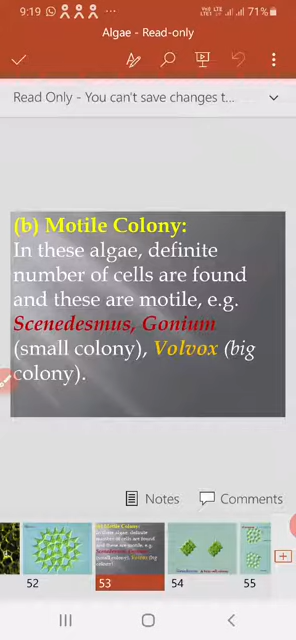 9:19
71%
Algae - Read-only
Read Only - You can't save changes t...
(b) Motile Colony:
In these algae, definite
number of cells are found
and these are motile, e.g.
Scenedesmus, Gonium
(small colony), Volvox (big
colony).
Notes Comments
52 53 54 55